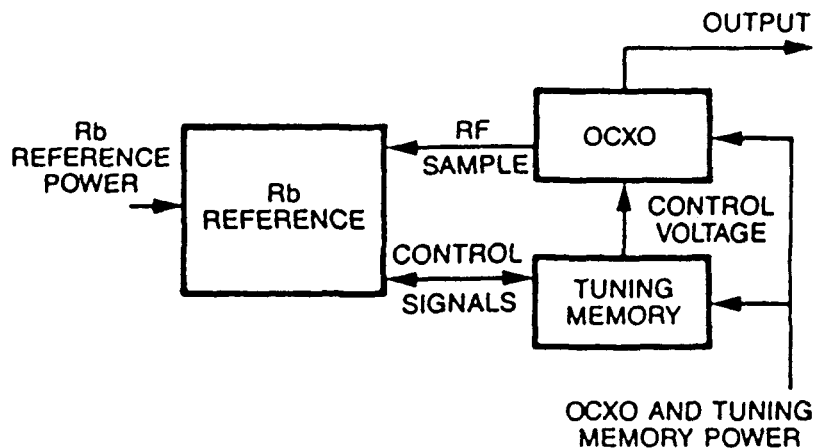 OUTPUT
Rb
REFERENCE
POWER
Rb
REFERENCE
RF
SAMPLE
OCXO
CONTROL
VOLTAGE
CONTROL
SIGNALS
TUNING
MEMORY
OCXO AND TUNING
MEMORY POWER